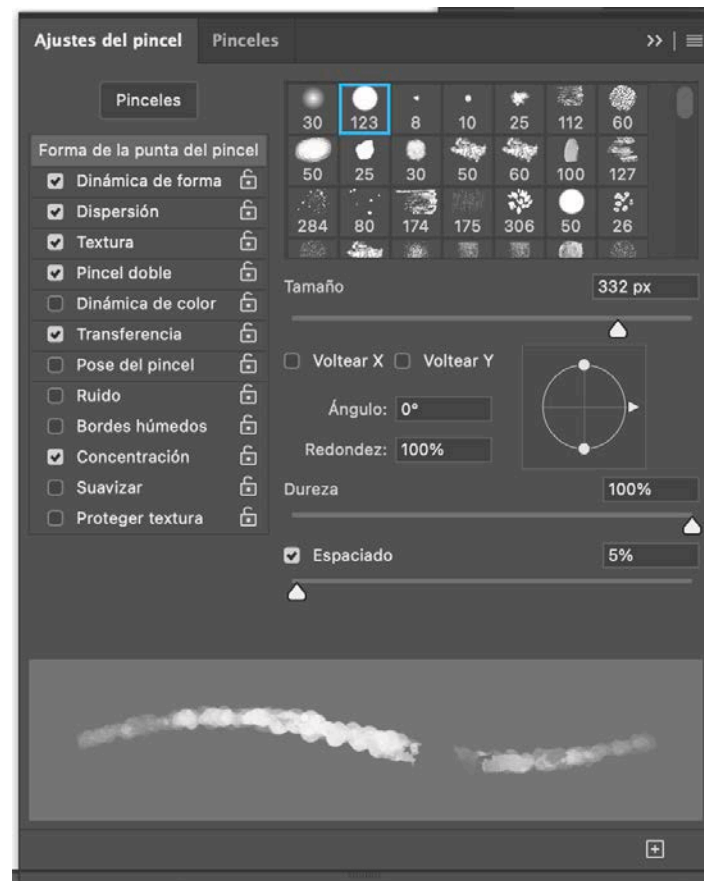 Ajustes del pincel Pinceles
Pinceles
30 123 8 10 25 112 60
Forma de la punta del pincel
50 25 30 50 60 100 127
Dinámica de forma
Dispersión
284 80 174 175 306 50 26
Textura
Pincel doble
Tamaño 332 px
Dinámica de color
Transferencia
Pose del pincel
Voltear X Voltear Y
Ruido
Ángulo: 0°
Bordes húmedos
Redondez: 100%
Concentración
Suavizar
Dureza 100%
Proteger textura
Espaciado 5%